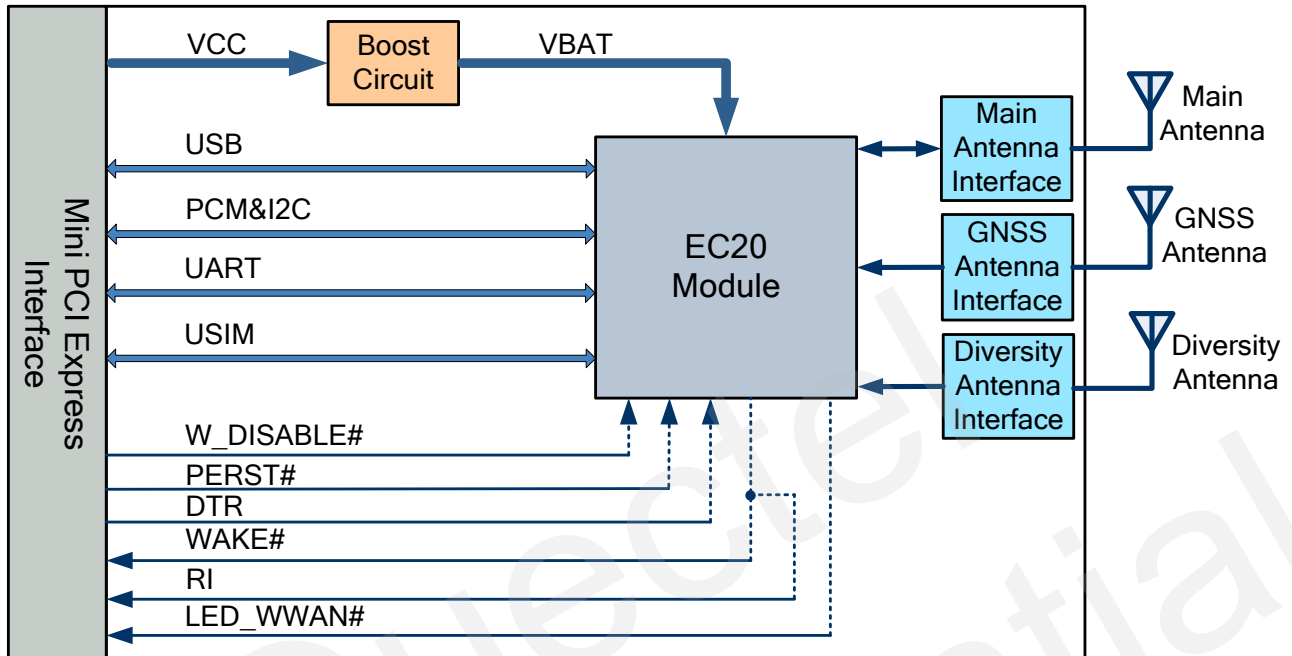 VCC
Boost
Circuit
VBAT
USB
PCM&I2C
UART
USIM
W_DISABLE#
PERST#
DTR
WAKE#
RI
LED_WWAN#
Mini PCI Express
Interface
EC20
Module
Main
Antenna
Interface
GNSS
Antenna
Interface
Diversity
Antenna
Interface
Main
Antenna
GNSS
Antenna
Diversity
Antenna